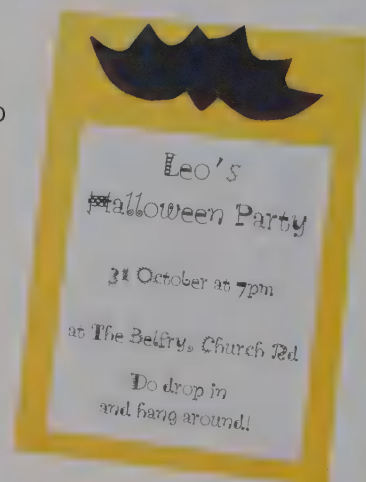 Leo's
Halloween Party
31 October at 7pm
at The Belfry, Church Rd
Do drop in
and hang around!